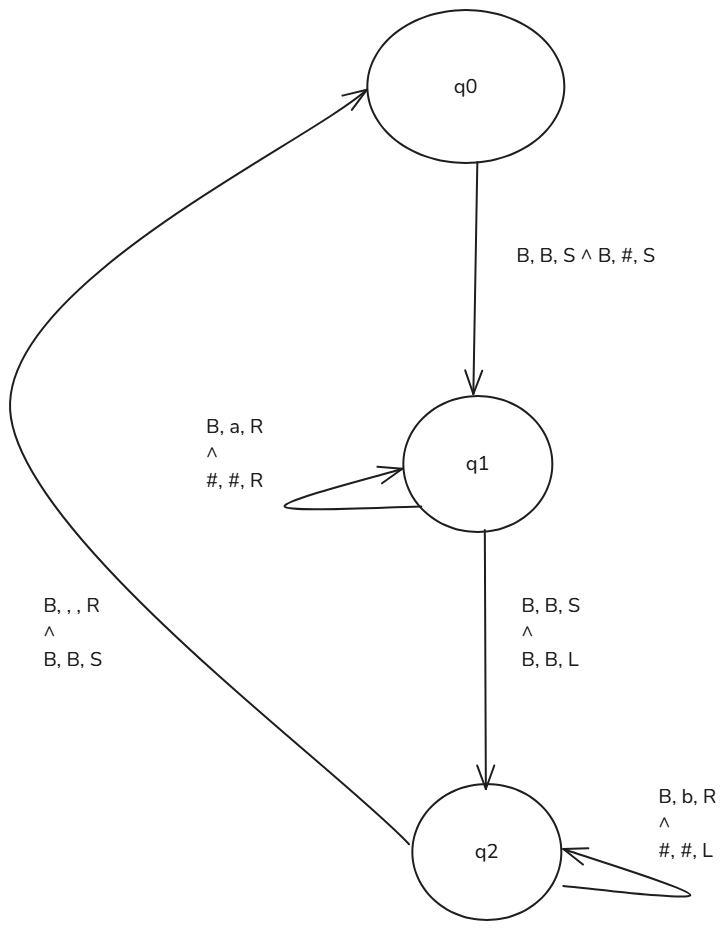 q0
B, B, S ^ B, #, S
B, a, R
^
#, #, R
q1
B, , , R
^
B, B, S
B, B, S
^
B, B, L
B, b, R
^
#, #, L
q2